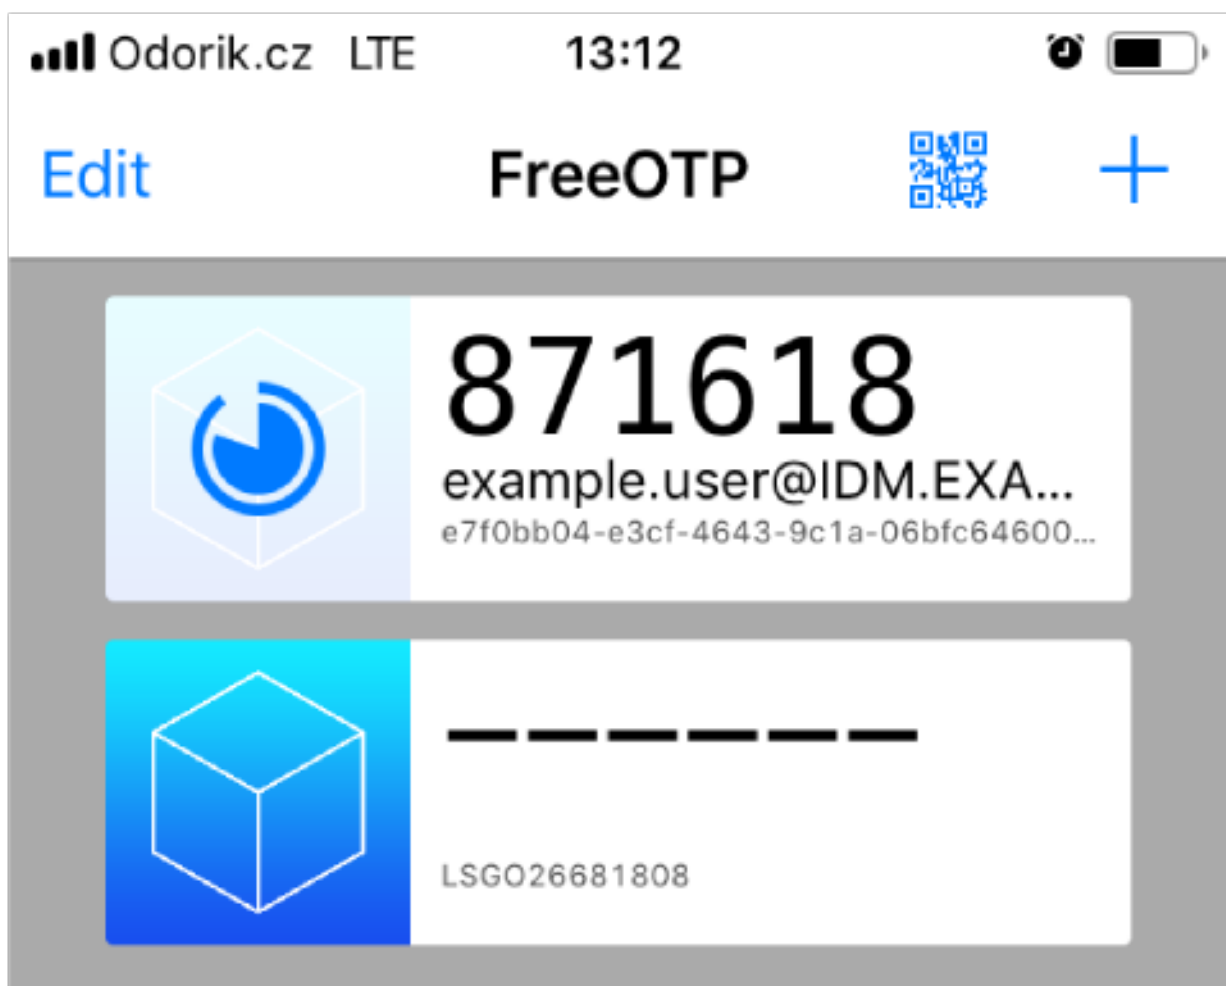 Odorik.cz LTE 13:12
Edit FreeOTP
871618
example.user@IDM.EXA...
e7f0bb04-e3cf-4643-9c1a-06bfc64600...
––––––
LSGO26681808